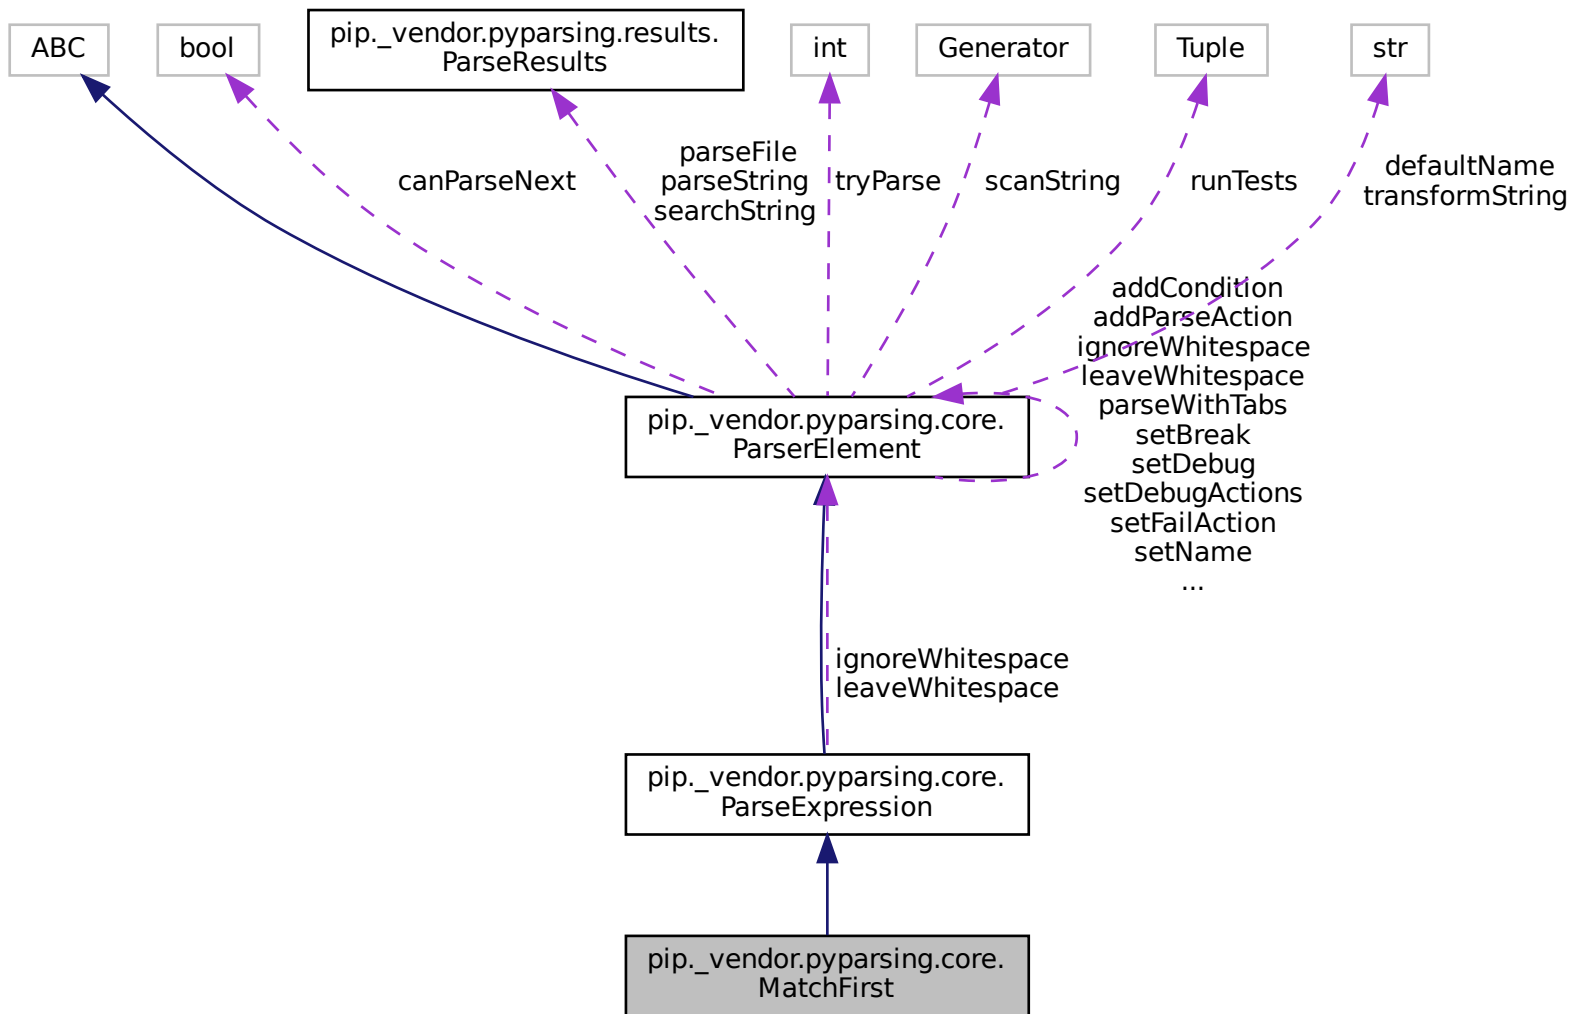 ABC
bool
pip._vendor.pyparsing.results.
ParseResults
int
Generator
Tuple
str
canParseNext
parseFile
parseString
searchString
tryParse
scanString
runTests
defaultName
transformString
addCondition
addParseAction
ignoreWhitespace
leaveWhitespace
parseWithTabs
setBreak
setDebug
setDebugActions
setFailAction
setName
...
pip._vendor.pyparsing.core.
ParserElement
ignoreWhitespace
leaveWhitespace
pip._vendor.pyparsing.core.
ParseExpression
pip._vendor.pyparsing.core.
MatchFirst